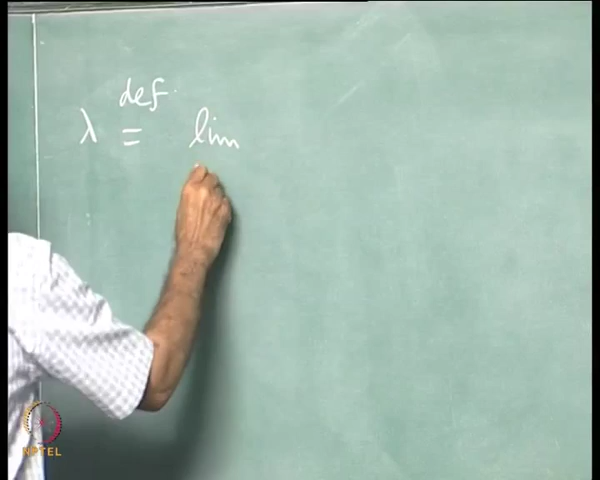 def.
λ = lim
NPTEL